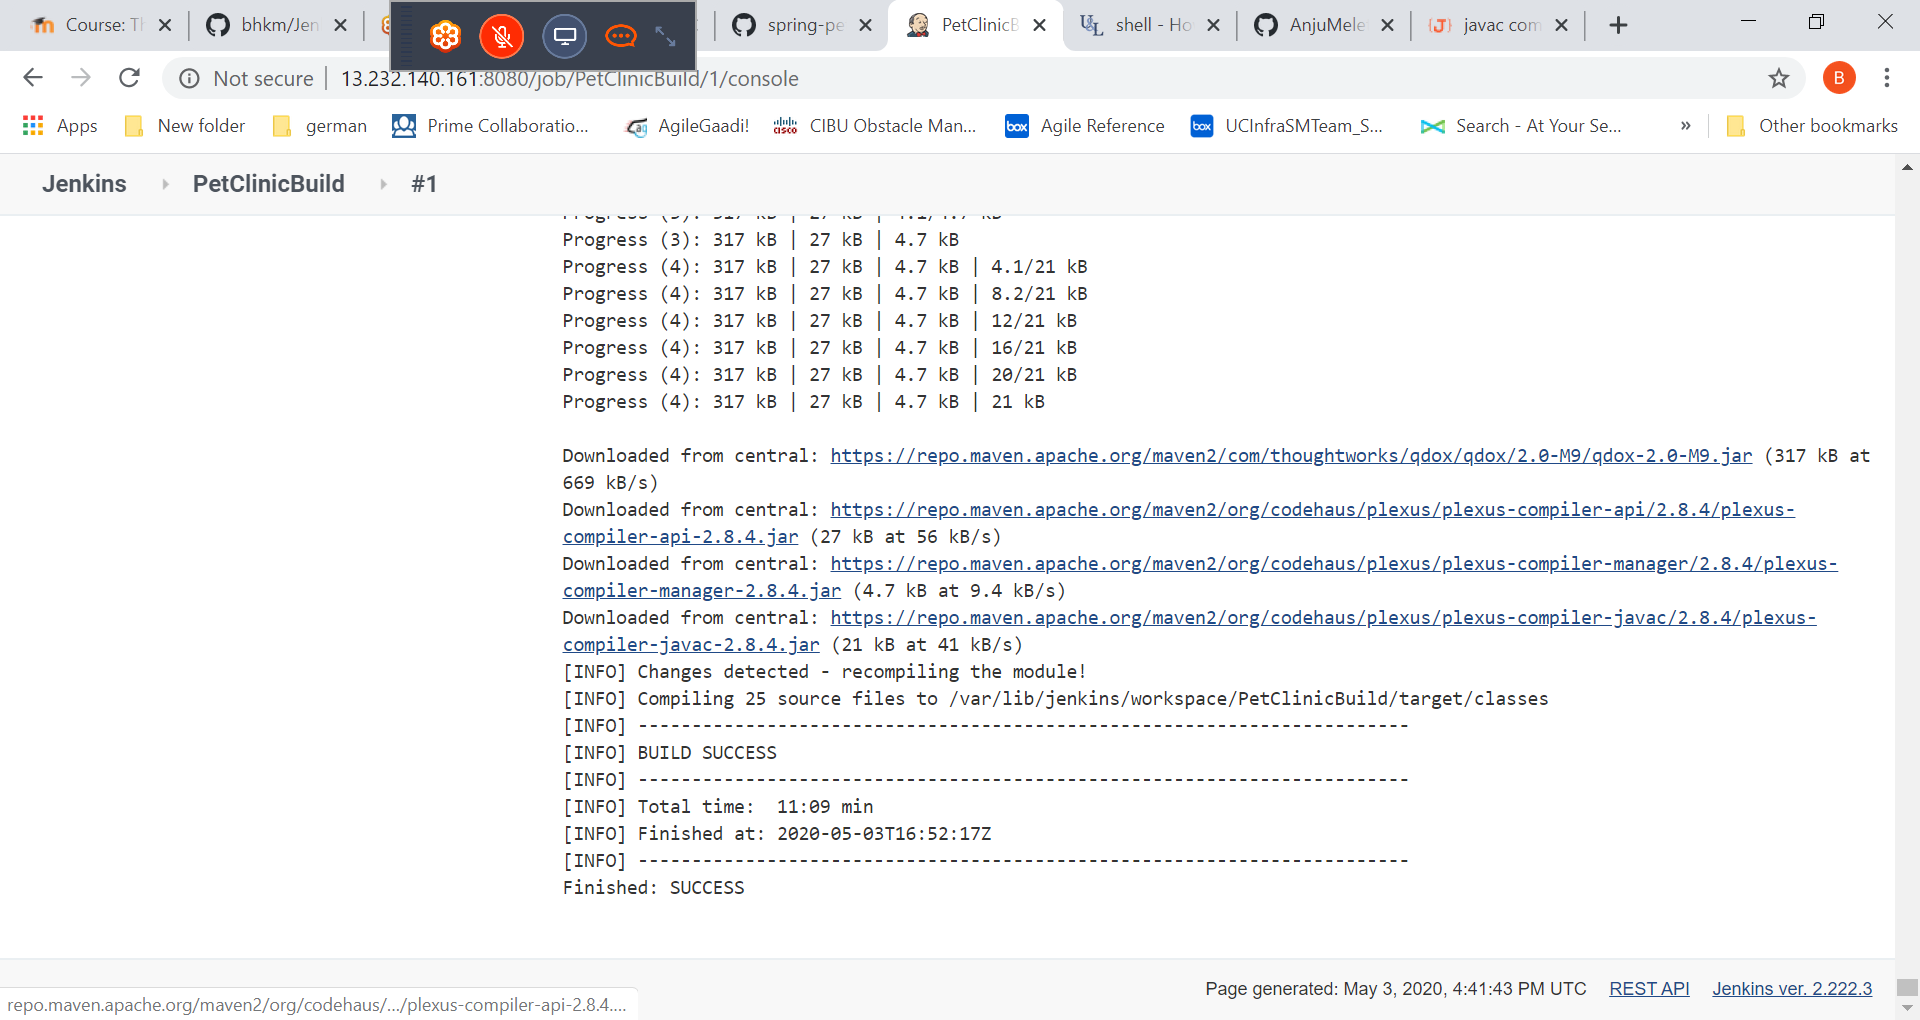 Course: Th
bhkm/Jen
spring-pe
PetClinicB
shell - Ho
AnjuMele
javac com
Not secure
13.232.140.161:8080/job/PetClinicBuild/1/console
B
Apps
New folder
german
Prime Collaboratio...
AgileGaadi!
CIBU Obstacle Man...
Agile Reference
UCInfraSMTeam_S...
Search - At Your Se...
»
Other bookmarks
Jenkins
PetClinicBuild
#1
Progress (3): 317 kB | 27 kB | 4.1/4.7 kB
Progress (3): 317 kB | 27 kB | 4.7 kB
Progress (4): 317 kB | 27 kB | 4.7 kB | 4.1/21 kB
Progress (4): 317 kB | 27 kB | 4.7 kB | 8.2/21 kB
Progress (4): 317 kB | 27 kB | 4.7 kB | 12/21 kB
Progress (4): 317 kB | 27 kB | 4.7 kB | 16/21 kB
Progress (4): 317 kB | 27 kB | 4.7 kB | 20/21 kB
Progress (4): 317 kB | 27 kB | 4.7 kB | 21 kB
Downloaded from central: https://repo.maven.apache.org/maven2/com/thoughtworks/qdox/qdox/2.0-M9/qdox-2.0-M9.jar (317 kB at
669 kB/s)
Downloaded from central: https://repo.maven.apache.org/maven2/org/codehaus/plexus/plexus-compiler-api/2.8.4/plexus-
compiler-api-2.8.4.jar (27 kB at 56 kB/s)
Downloaded from central: https://repo.maven.apache.org/maven2/org/codehaus/plexus/plexus-compiler-manager/2.8.4/plexus-
compiler-manager-2.8.4.jar (4.7 kB at 9.4 kB/s)
Downloaded from central: https://repo.maven.apache.org/maven2/org/codehaus/plexus/plexus-compiler-javac/2.8.4/plexus-
compiler-javac-2.8.4.jar (21 kB at 41 kB/s)
[INFO] Changes detected - recompiling the module!
[INFO] Compiling 25 source files to /var/lib/jenkins/workspace/PetClinicBuild/target/classes
[INFO] ------------------------------------------------------------------------
[INFO] BUILD SUCCESS
[INFO] ------------------------------------------------------------------------
[INFO] Total time:  11:09 min
[INFO] Finished at: 2020-05-03T16:52:17Z
[INFO] ------------------------------------------------------------------------
Finished: SUCCESS
Page generated: May 3, 2020, 4:41:43 PM UTC
REST API
Jenkins ver. 2.222.3
repo.maven.apache.org/maven2/org/codehaus/.../plexus-compiler-api-2.8.4....